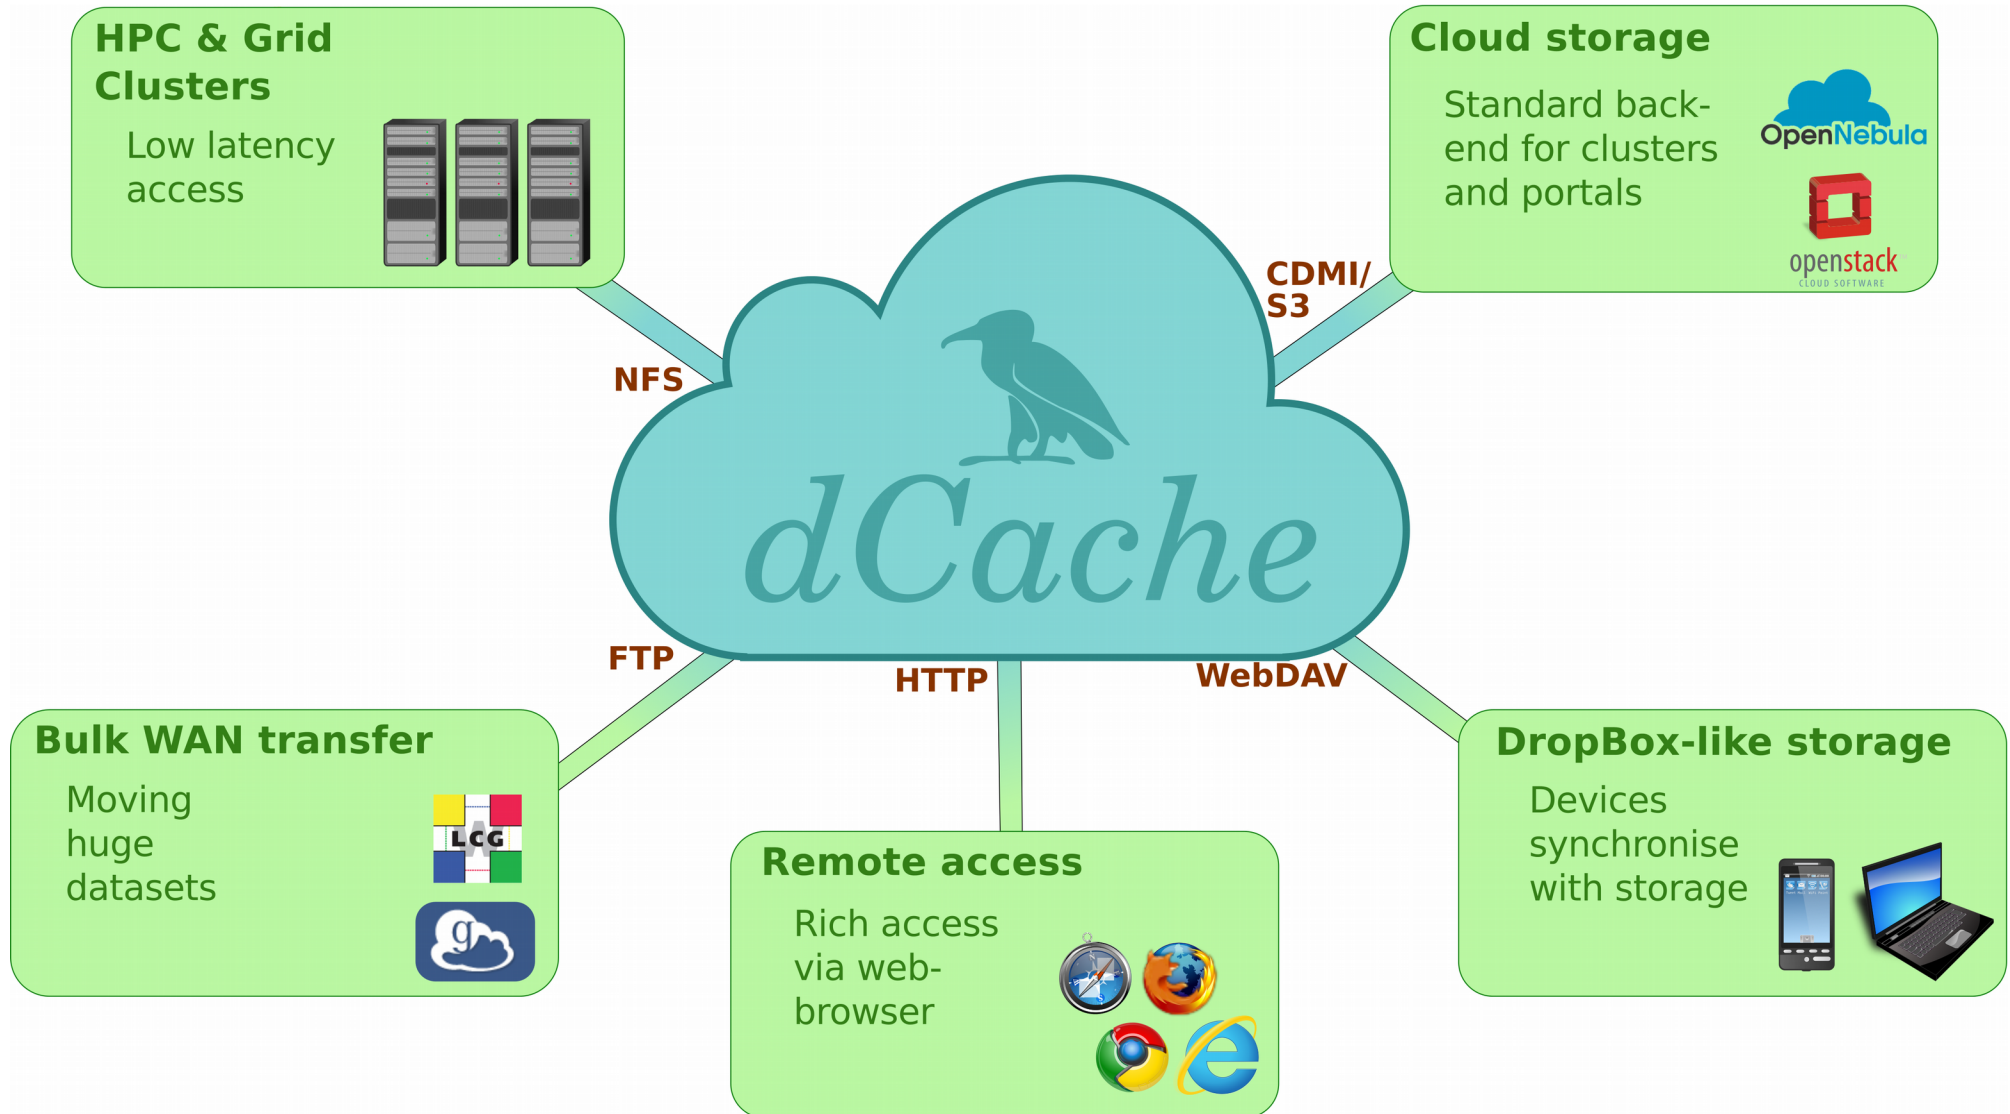 HPC & Grid
Clusters
Low latency
access
Cloud storage
Standard back-
end for clusters
and portals
OpenNebula
openstack
CLOUD SOFTWARE
CDMI/
S3
NFS
dCache
FTP
HTTP
WebDAV
Bulk WAN transfer
Moving
huge
datasets
LCG
g
Remote access
Rich access
via web-
browser
DropBox-like storage
Devices
synchronise
with storage